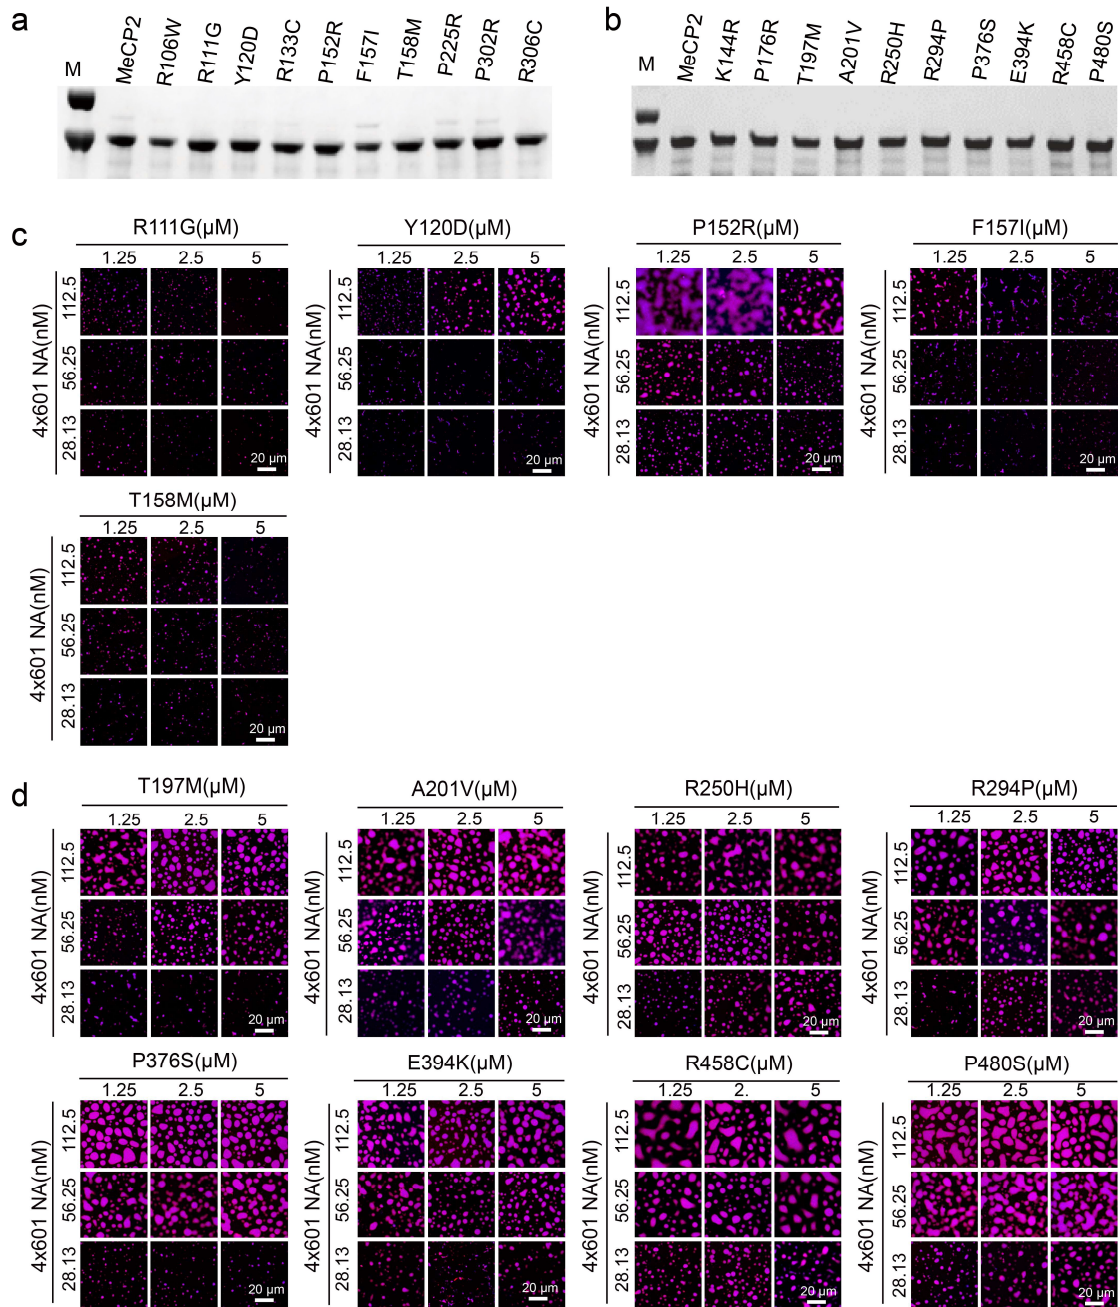 a
M MeCP2 R106W R111G Y120D R133C P152R F157I T158M P225R P302R R306C
b
M MeCP2 K144R P176R T197M A201V R250H R294P P376S E394K R458C P480S
c
R111G(μM) Y120D(μM) P152R(μM) F157I(μM)
1.25 2.5 5 1.25 2.5 5 1.25 2.5 5 1.25 2.5 5
4x601 NA(nM) 4x601 NA(nM) 4x601 NA(nM) 4x601 NA(nM)
112.5 112.5 112.5 112.5
56.25 56.25 56.25 56.25
28.13 28.13 28.13 28.13
20 μm 20 μm 20 μm 20 μm
T158M(μM)
1.25 2.5 5
4x601 NA(nM)
112.5
56.25
28.13
20 μm
d
T197M(μM) A201V(μM) R250H(μM) R294P(μM)
1.25 2.5 5 1.25 2.5 5 1.25 2.5 5 1.25 2.5 5
4x601 NA(nM) 4x601 NA(nM) 4x601 NA(nM) 4x601 NA(nM)
112.5 112.5 112.5 112.5
56.25 56.25 56.25 56.25
28.13 28.13 28.13 28.13
20 μm 20 μm 20 μm 20 μm
P376S(μM) E394K(μM) R458C(μM) P480S(μM)
1.25 2.5 5 1.25 2.5 5 1.25 2. 5 1.25 2.5 5
4x601 NA(nM) 4x601 NA(nM) 4x601 NA(nM) 4x601 NA(nM)
112.5 112.5 112.5 112.5
56.25 56.25 56.25 56.25
28.13 28.13 28.13 28.13
20 μm 20 μm 20 μm 20 μm